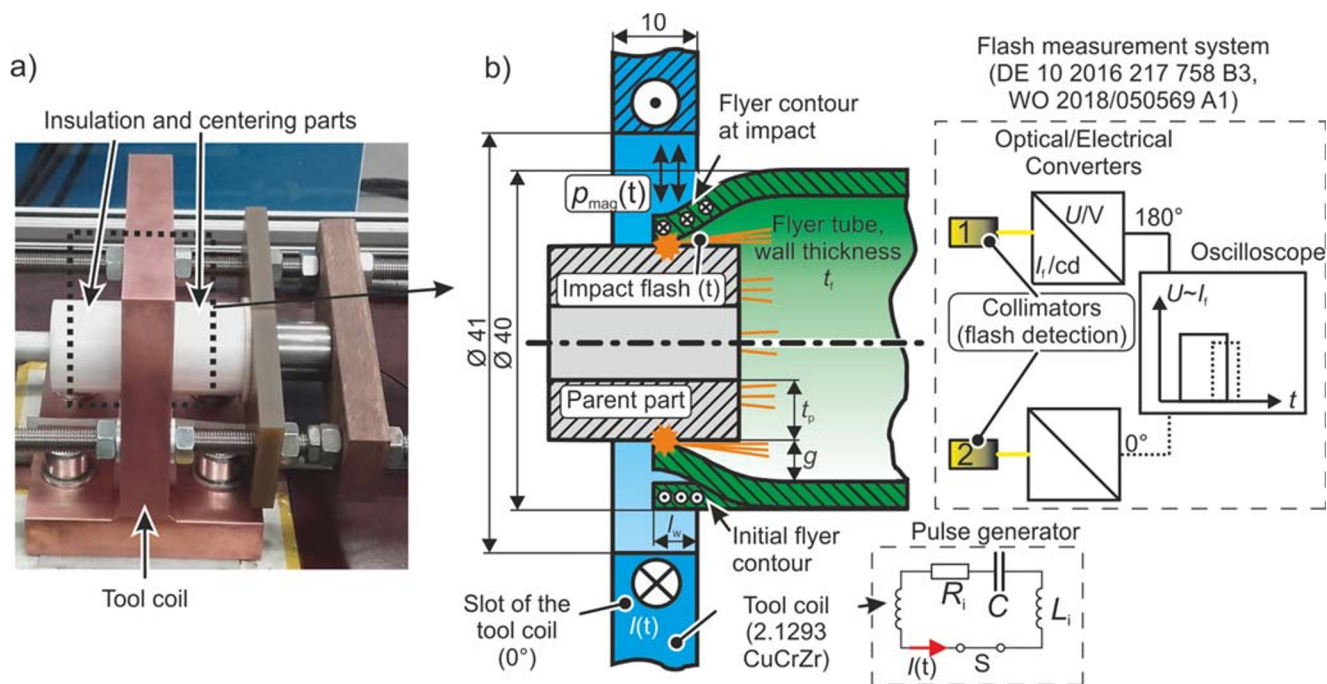 a)
Insulation and centering parts
Tool coil
b)
10
Flyer contour
at impact
p_mag(t)
Ø 41
Ø 40
Flyer tube,
wall thickness
t_f
Impact flash (t)
Parent part
t_p
g
l_w
Initial flyer
contour
Slot of the
tool coil
(0°)
I(t)
Tool coil
(2.1293
CuCrZr)
Flash measurement system
(DE 10 2016 217 758 B3,
WO 2018/050569 A1)
Optical/Electrical
Converters
1
U/V
I_f/cd
180°
Oscilloscope
U~I_f
t
Collimators
(flash detection)
2
0°
Pulse generator
R_i
C
L_i
I(t)
S